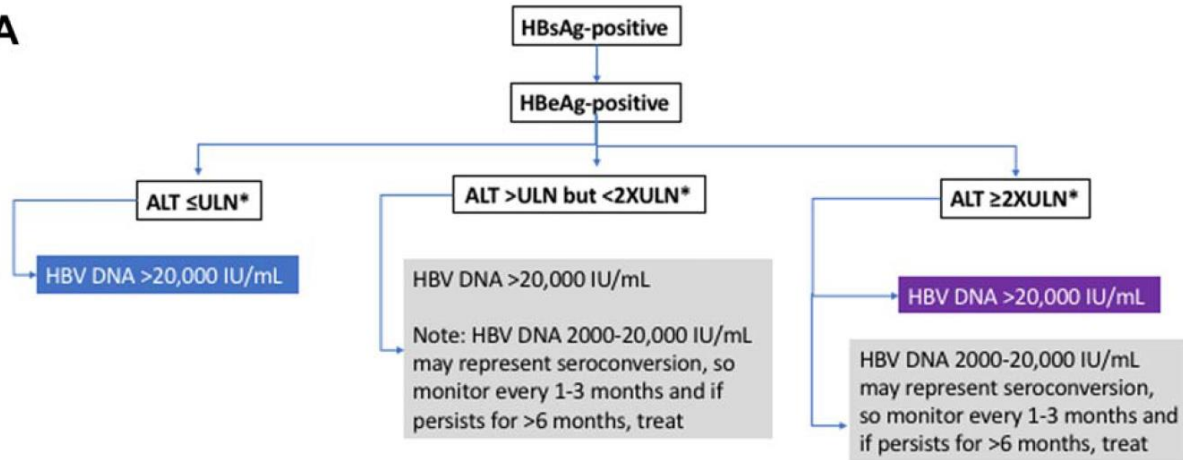 A
HBsAg-positive
HBeAg-positive
ALT ≤ULN*
HBV DNA >20,000 IU/mL
ALT >ULN but <2XULN*
HBV DNA >20,000 IU/mL
Note: HBV DNA 2000-20,000 IU/mL
may represent seroconversion, so
monitor every 1-3 months and if
persists for >6 months, treat
ALT ≥2XULN*
HBV DNA >20,000 IU/mL
HBV DNA 2000-20,000 IU/mL
may represent seroconversion,
so monitor every 1-3 months and
if persists for >6 months, treat